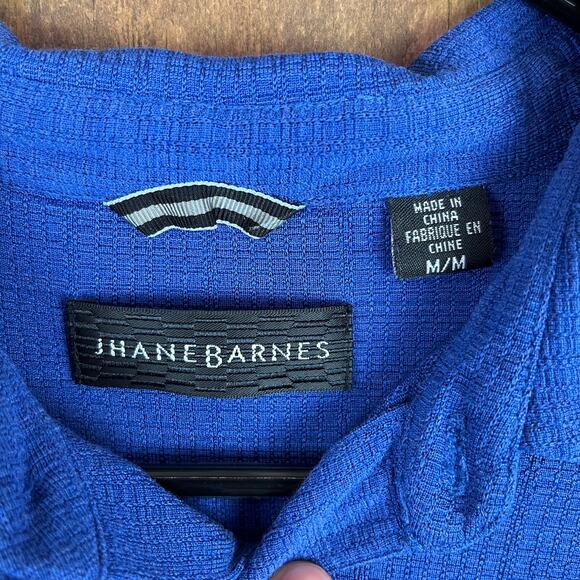 MADE IN
CHINA
FABRIQUE EN
CHINE
M/M
JHANEBARNES